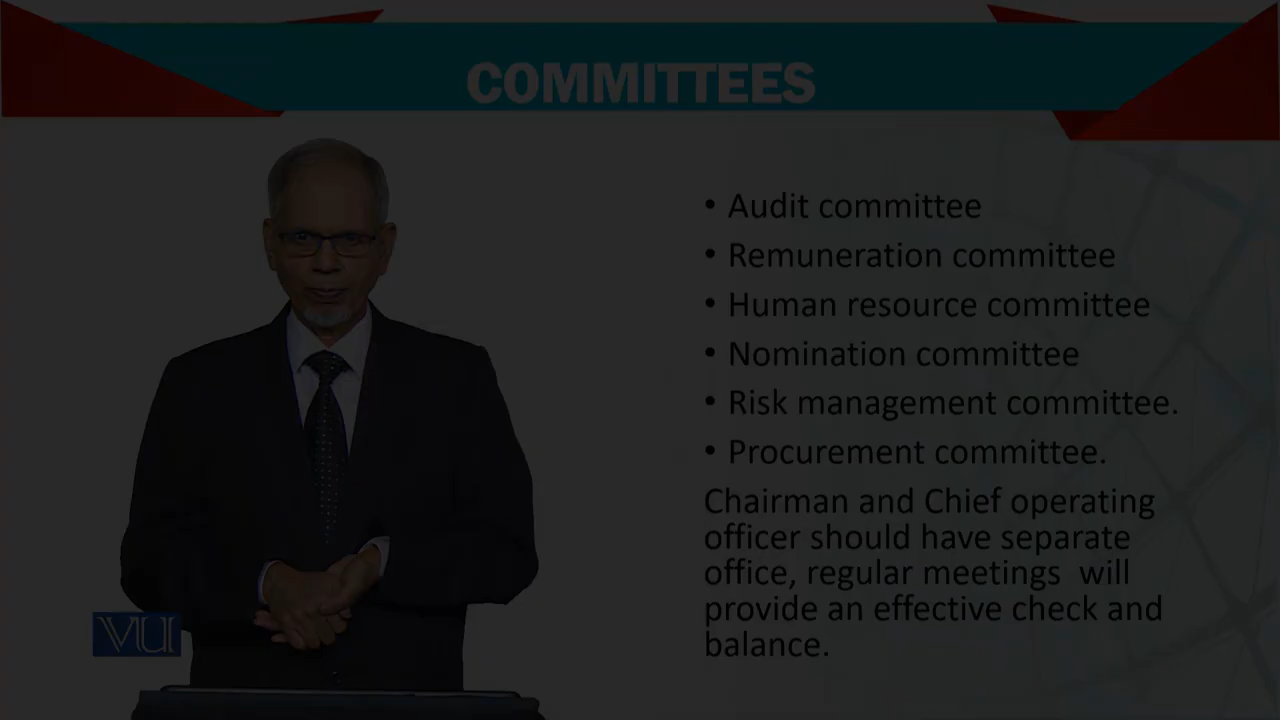 COMMITTEES
• Audit committee
• Remuneration committee
• Human resource committee
• Nomination committee
• Risk management committee.
• Procurement committee.
Chairman and Chief operating
officer should have separate
office, regular meetings will
provide an effective check and
balance.
VU